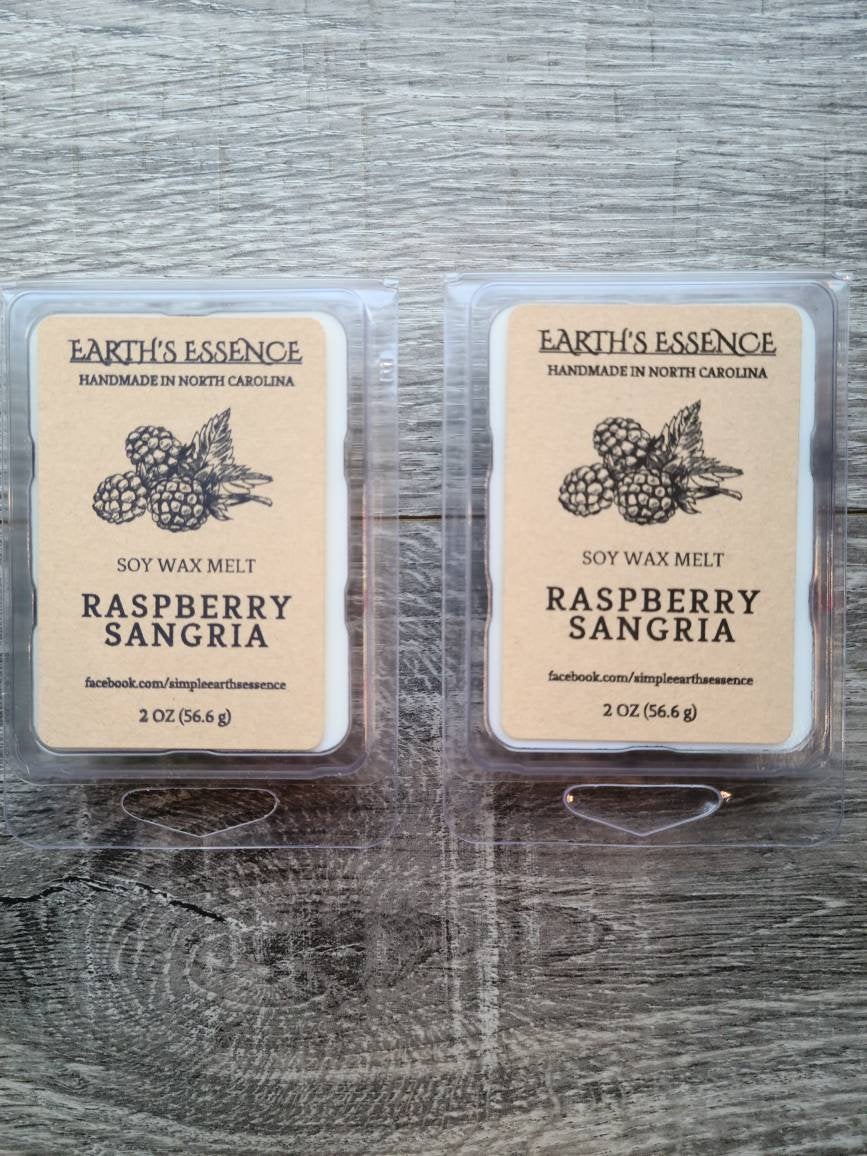 EARTH'S ESSENCE
HANDMADE IN NORTH CAROLINA
SOY WAX MELT
RASPBERRY
SANGRIA
facebook.com/simpleearthsessence
2 OZ (56.6 g)
EARTH'S ESSENCE
HANDMADE IN NORTH CAROLINA
SOY WAX MELT
RASPBERRY
SANGRIA
facebook.com/simpleearthsessence
2 OZ (56.6 g)